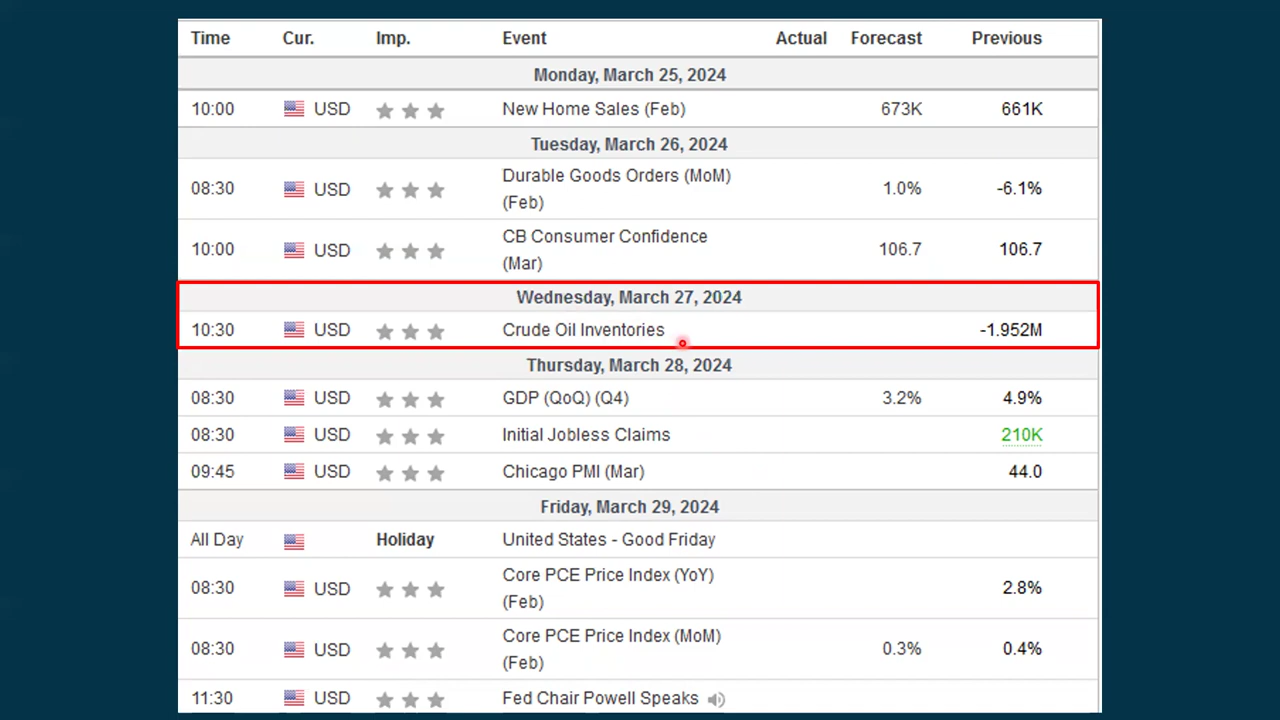 Time Cur. Imp. Event Actual Forecast Previous
Monday, March 25, 2024
10:00 USD New Home Sales (Feb) 673K 661K
Tuesday, March 26, 2024
08:30 USD Durable Goods Orders (MoM) (Feb) 1.0% -6.1%
10:00 USD CB Consumer Confidence (Mar) 106.7 106.7
Wednesday, March 27, 2024
10:30 USD Crude Oil Inventories -1.952M
Thursday, March 28, 2024
08:30 USD GDP (QoQ) (Q4) 3.2% 4.9%
08:30 USD Initial Jobless Claims 210K
09:45 USD Chicago PMI (Mar) 44.0
Friday, March 29, 2024
All Day Holiday United States - Good Friday
08:30 USD Core PCE Price Index (YoY) (Feb) 2.8%
08:30 USD Core PCE Price Index (MoM) (Feb) 0.3% 0.4%
11:30 USD Fed Chair Powell Speaks